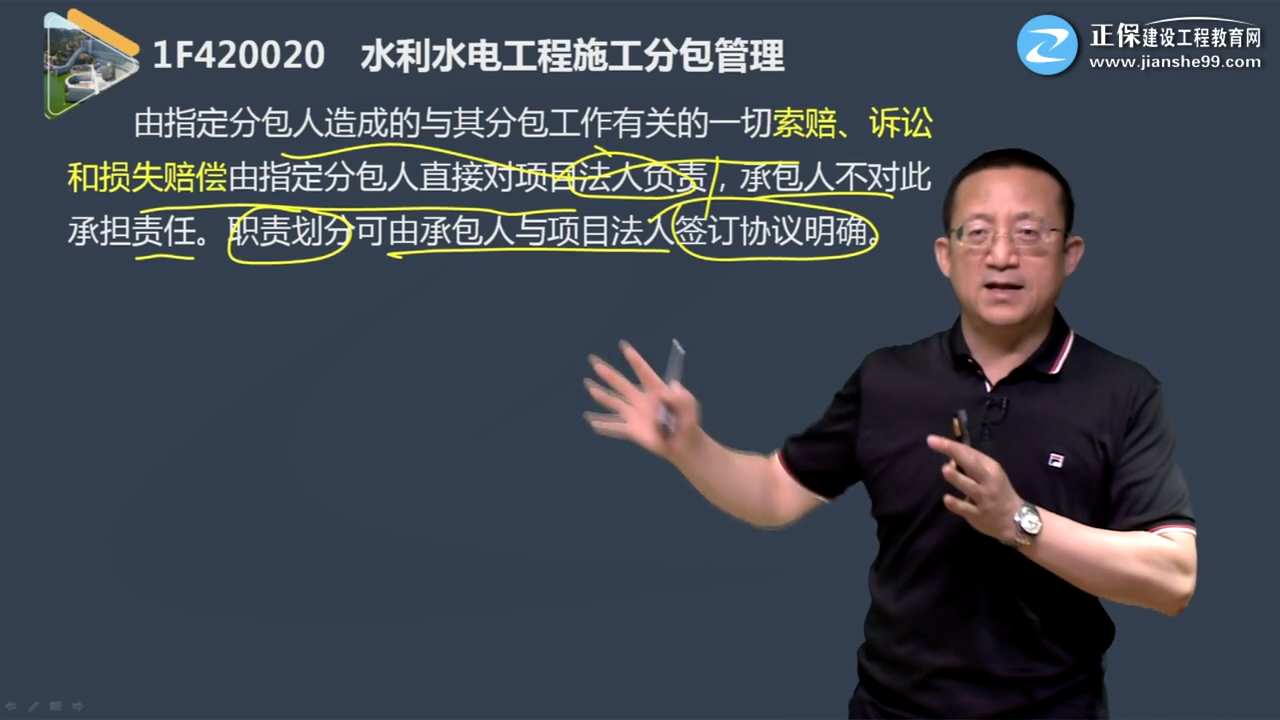 1F420020 水利水电工程施工分包管理
正保建设工程教育网
www.jianshe99.com
由指定分包人造成的与其分包工作有关的一切索赔、诉讼
和损失赔偿由指定分包人直接对项目法人负责，承包人不对此
承担责任。职责划分可由承包人与项目法人签订协议明确。